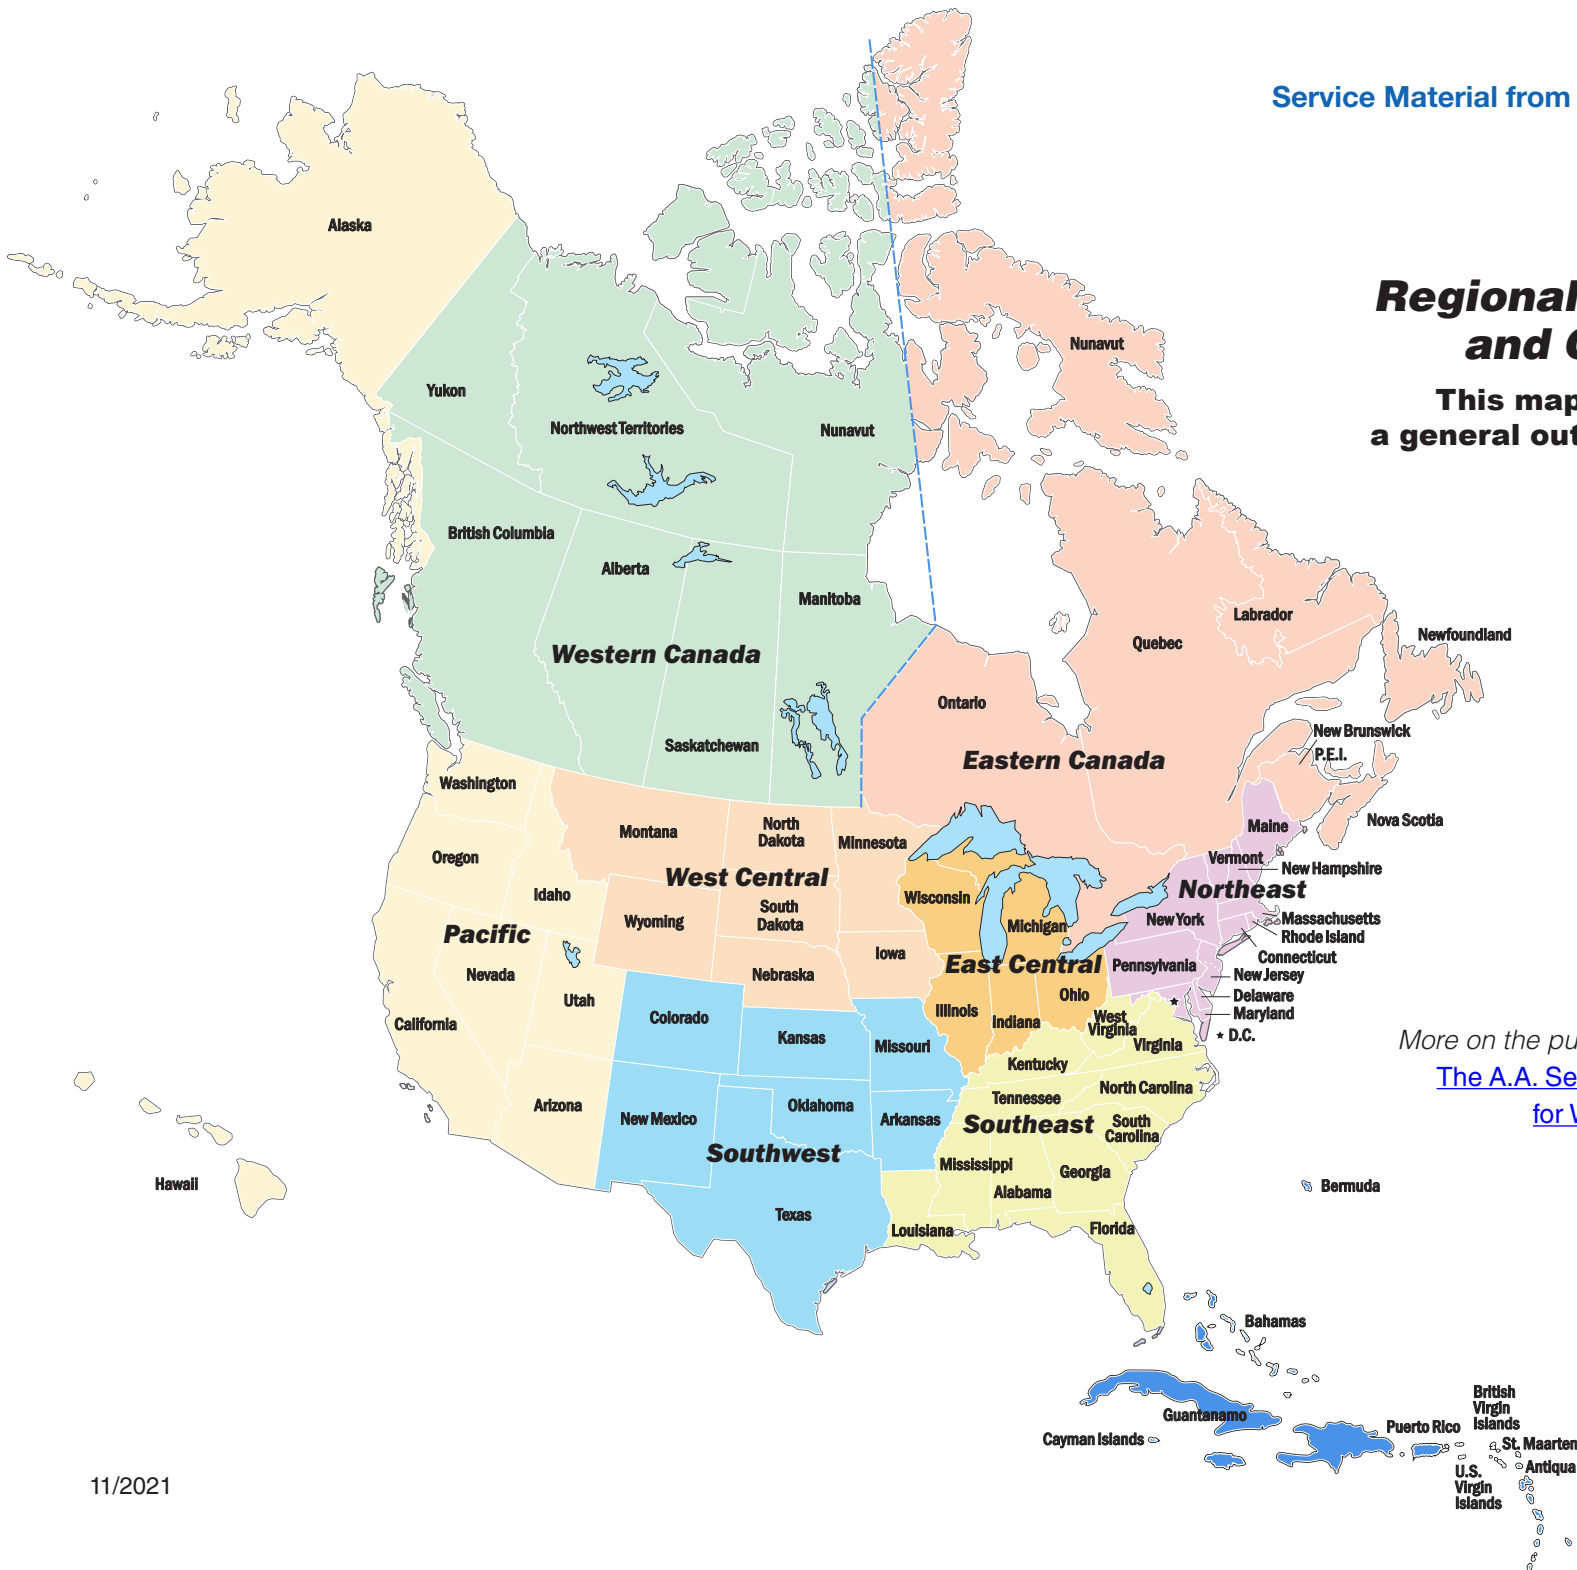 Service Material from
Alaska
Regional
and
This map
a general out
Nunavut
Yukon
Northwest Territories
Nunavut
British Columbia
Alberta
Manitoba
Labrador
Newfoundland
Quebec
Western Canada
Ontario
New Brunswick
Saskatchewan
P.E.I.
Eastern Canada
Washington
Nova Scotia
Montana
North
Dakota
Minnesota
Maine
Oregon
Vermont
New Hampshire
West Central
Northeast
Idaho
Wisconsin
South
Dakota
Wyoming
Michigan
New York
Massachusetts
Rhode Island
Pacific
Iowa
Connecticut
East Central
Pennsylvania
Nevada
Nebraska
New Jersey
Utah
Ohio
Delaware
Illinois
Maryland
Colorado
Indiana
West
Virginia
California
Kansas
D.C.
Missouri
Virginia
More on the pu
Kentucky
The A.A. Se
North Carolina
Tennessee
Arizona
Oklahoma
for W
New Mexico
Arkansas
Southeast
South
Carolina
Southwest
Mississippi
Georgia
Hawaii
Alabama
Bermuda
Texas
Louisiana
Florida
Bahamas
British
Virgin
Islands
Guantanamo
Puerto Rico
Cayman Islands
St. Maarten
Antiqua
U.S.
Virgin
Islands
11/2021